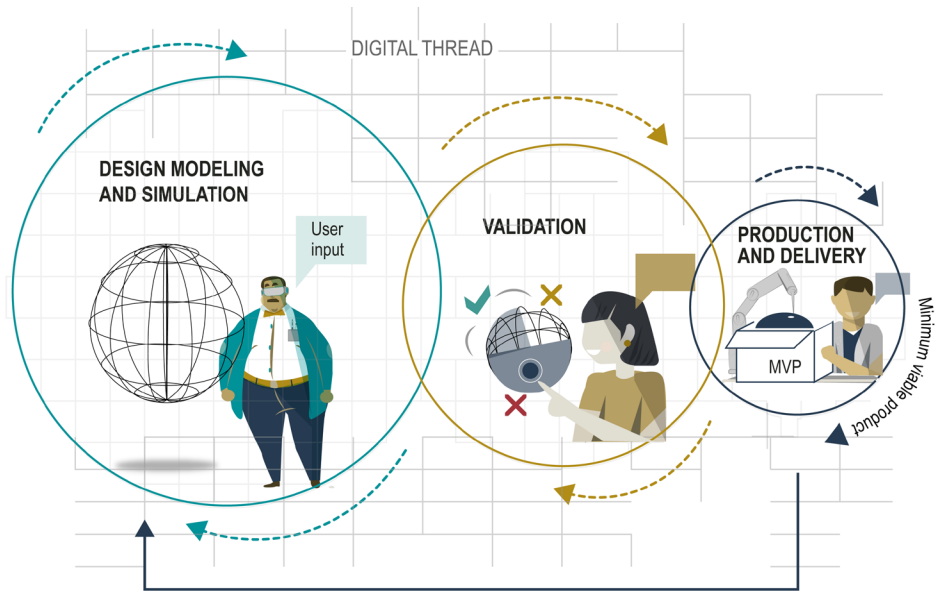 DIGITAL THREAD
DESIGN MODELING
AND SIMULATION
User
input
VALIDATION
PRODUCTION
AND DELIVERY
MVP
Minimum viable product